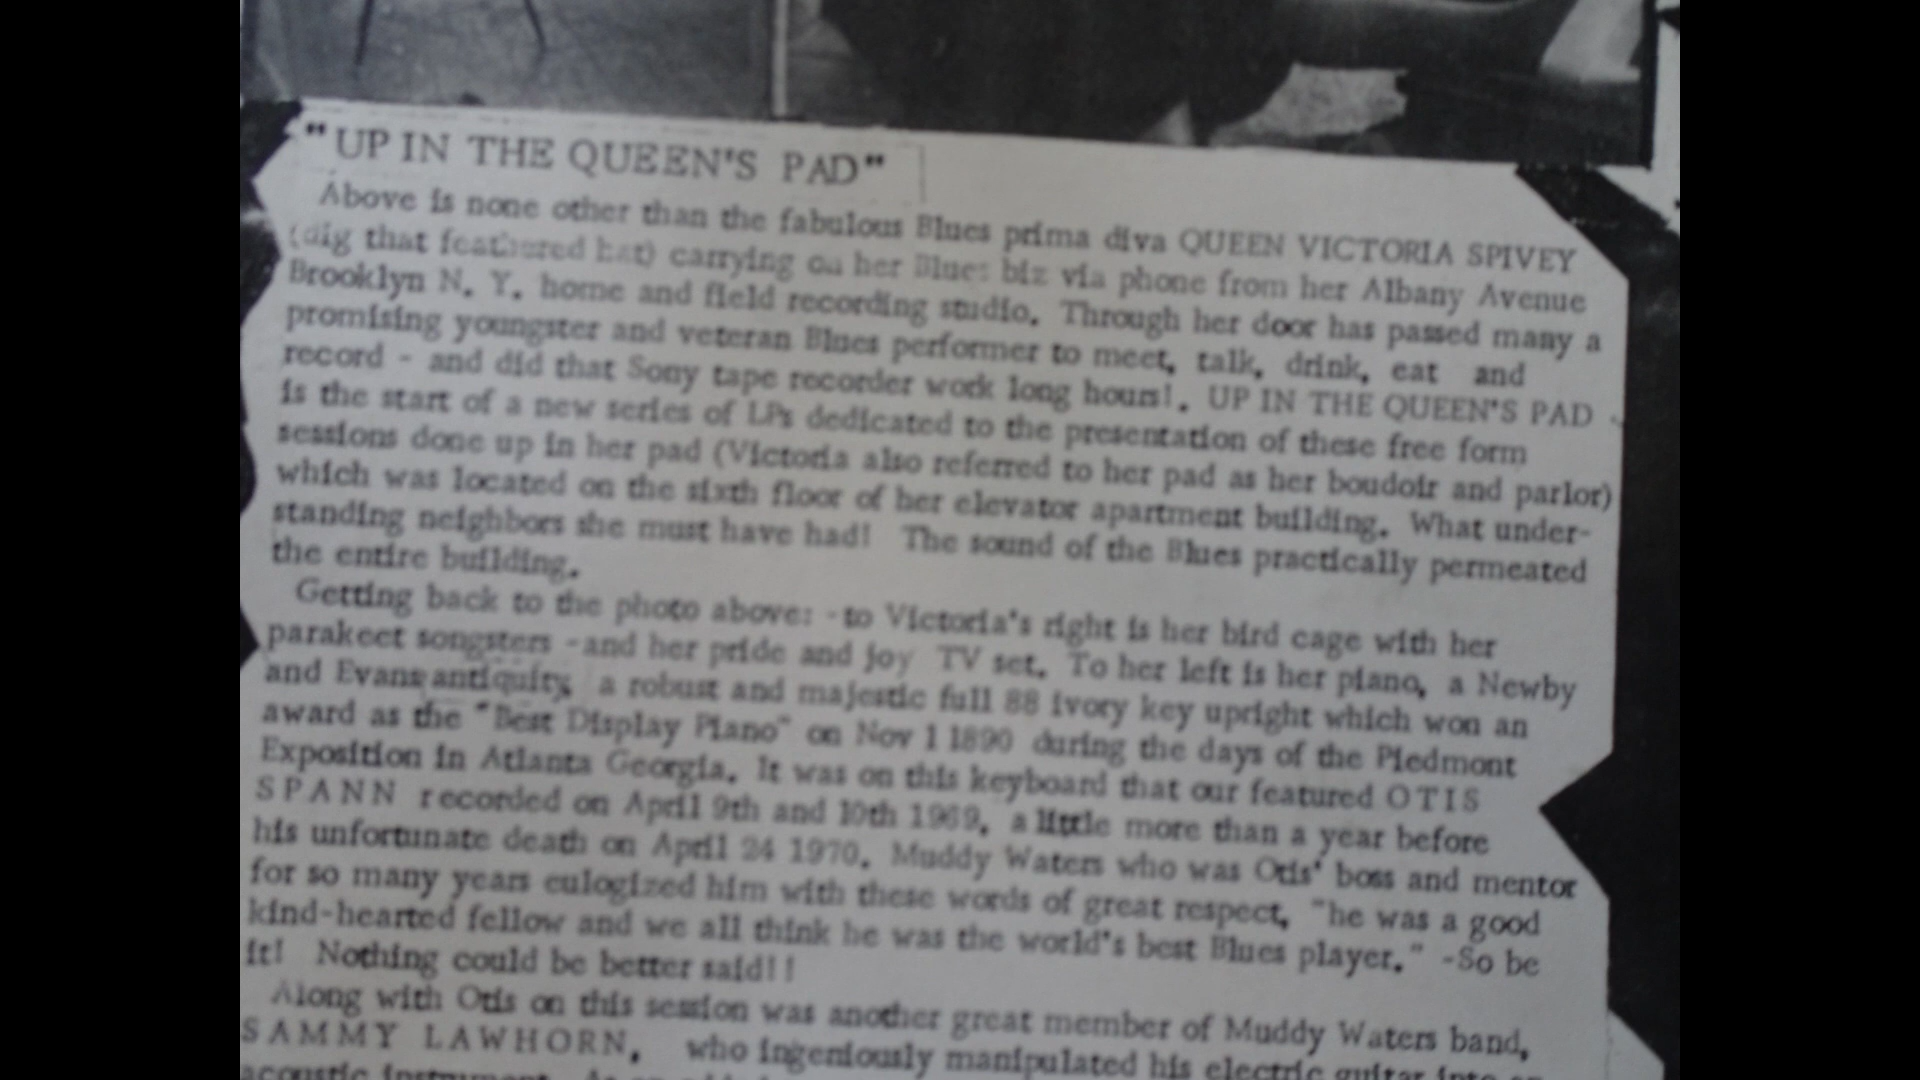 "UP IN THE QUEEN'S PAD"
Above is none other than the fabulous Blues prima diva QUEEN VICTORIA SPIVEY
(dig that feathered hat) carrying on her Blues biz via phone from her Albany Avenue
Brooklyn N. Y. home and field recording studio. Through her door has passed many a
promising youngster and veteran Blues performer to meet, talk, drink, eat and
record - and did that Sony tape recorder work long hours!. UP IN THE QUEEN'S PAD
is the start of a new series of LPs dedicated to the presentation of these free form
sessions done up in her pad (Victoria also referred to her pad as her boudoir and parlor)
which was located on the sixth floor of her elevator apartment building. What under-
standing neighbors she must have had! The sound of the Blues practically permeated
the entire building.
Getting back to the photo above: -to Victoria's right is her bird cage with her
parakeet songsters -and her pride and joy TV set. To her left is her piano, a Newby
and Evans antiquity, a robust and majestic full 88 ivory key upright which won an
award as the "Best Display Piano" on Nov 1 1890 during the days of the Piedmont
Exposition in Atlanta Georgia. It was on this keyboard that our featured OTIS
SPANN recorded on April 9th and 10th 1969, a little more than a year before
his unfortunate death on April 24 1970. Muddy Waters who was Otis' boss and mentor
for so many years eulogized him with these words of great respect, "he was a good
kind-hearted fellow and we all think he was the world's best Blues player." -So be
it! Nothing could be better said!!
Along with Otis on this session was another great member of Muddy Waters band,
SAMMY LAWHORN, who ingeniously manipulated his electric guitar into an
acoustic instrument.